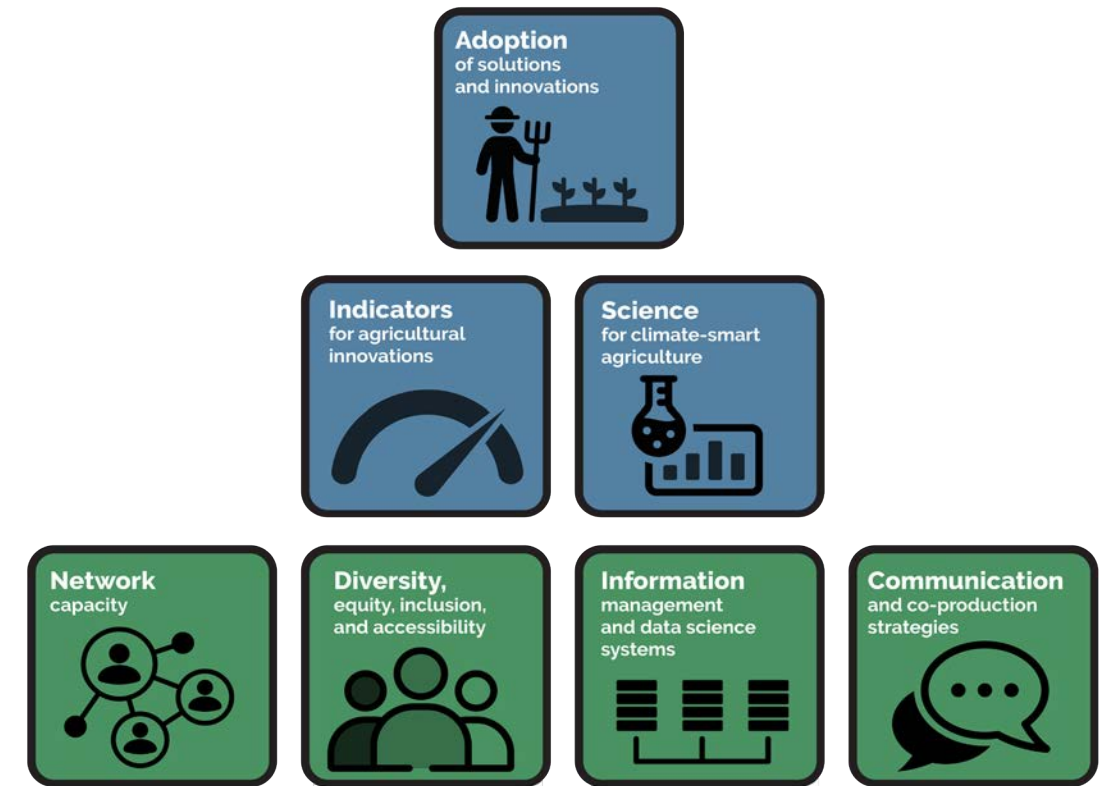 Adoption
of solutions
and innovations
Indicators
for agricultural
innovations
Science
for climate-smart
agriculture
Network
capacity
Diversity,
equity, inclusion,
and accessibility
Information
management
and data science
systems
Communication
and co-production
strategies